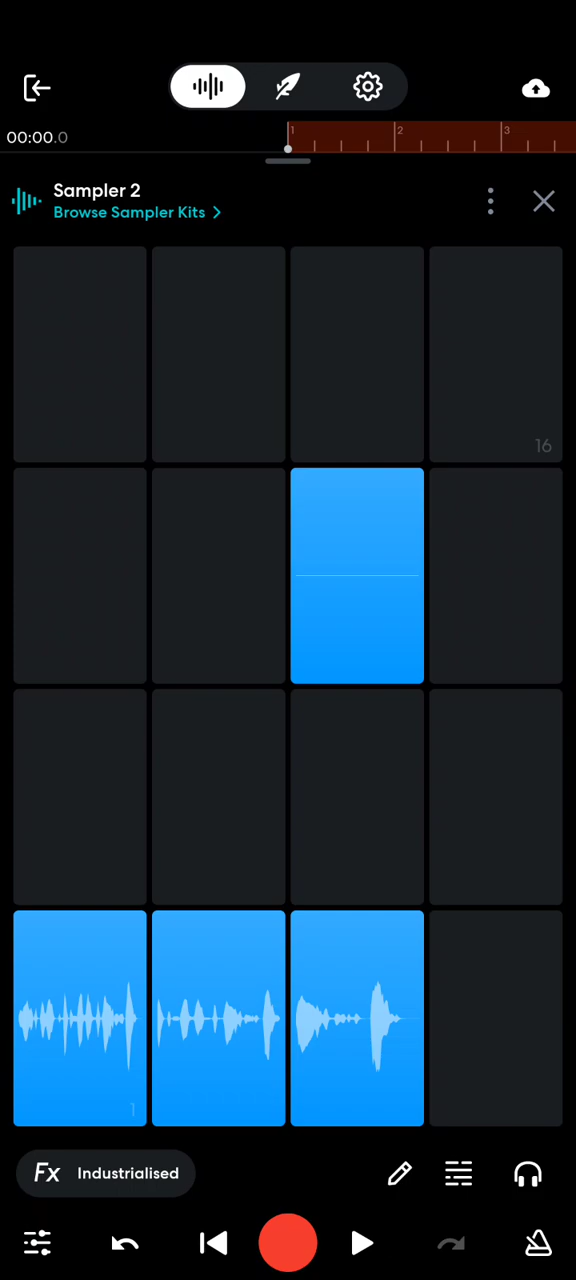 00:00.0
1 2 3
Sampler 2
Browse Sampler Kits
16
1
Fx Industrialised